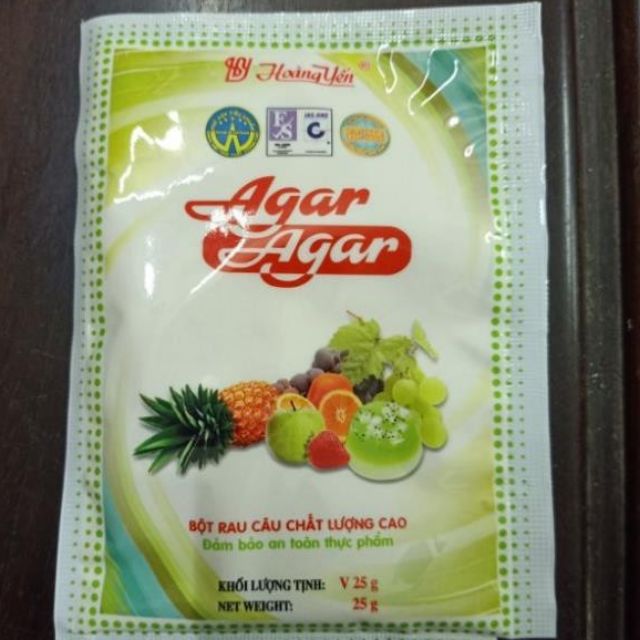 HY Hoàng Yến ®
Agar
Agar
BỘT RAU CÂU CHẤT LƯỢNG CAO
Đảm bảo an toàn thực phẩm
KHỐI LƯỢNG TỊNH: V 25 g
NET WEIGHT: 25 g